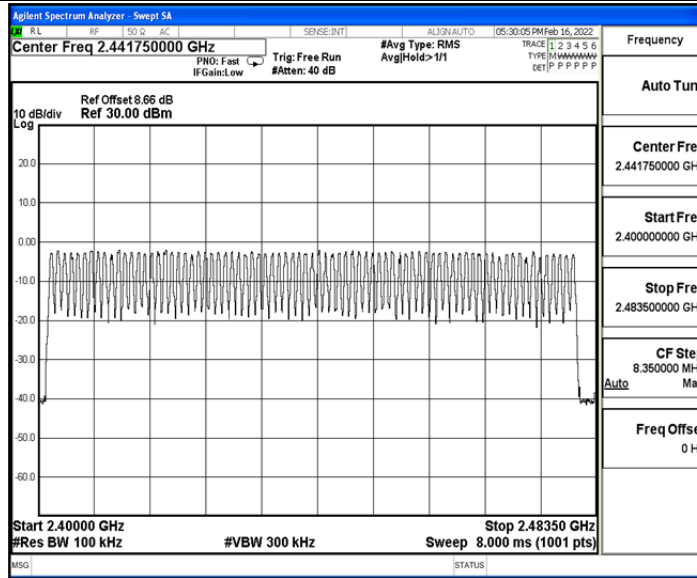 Agilent Spectrum Analyzer - Swept SA
RL RF 50 Ω AC SENSE:INT ALIGNAUTO 05:30:05 PM Feb 16, 2022
Center Freq 2.441750000 GHz
PNO: Fast
IFGain:Low
Trig: Free Run
#Atten: 40 dB
#Avg Type: RMS
Avg|Hold:>1/1
TRACE 1 2 3 4 5 6
TYPE MWWWWW
DET P P P P P P
Ref Offset 8.66 dB
10 dB/div Ref 30.00 dBm
Log
20.0
10.0
0.00
-10.0
-20.0
-30.0
-40.0
-50.0
-60.0
Start 2.40000 GHz Stop 2.48350 GHz
#Res BW 100 kHz #VBW 300 kHz Sweep 8.000 ms (1001 pts)
MSG STATUS
Frequency
Auto Tun
Center Fre
2.441750000 GH
Start Fre
2.400000000 GH
Stop Fre
2.483500000 GH
CF Ste
8.350000 MH
Auto Ma
Freq Offse
0 H